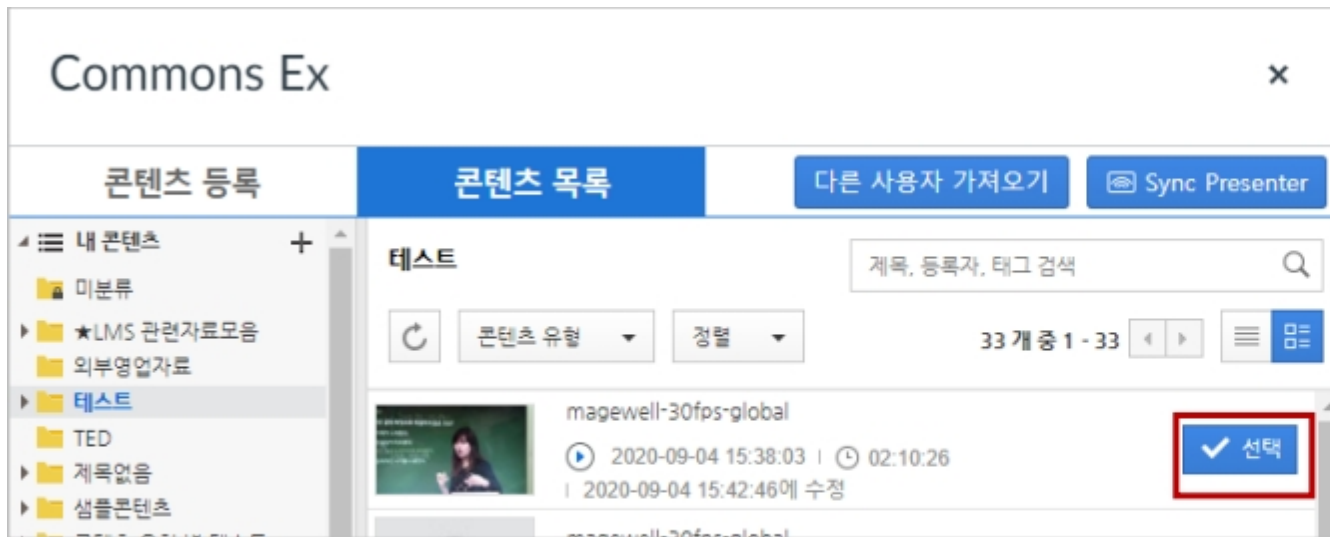 Commons Ex
×
콘텐츠 등록
콘텐츠 목록
다른 사용자 가져오기
Sync Presenter
내 콘텐츠 +
미분류
★LMS 관련자료모음
외부영업자료
테스트
TED
제목없음
샘플콘텐츠
테스트
제목, 등록자, 태그 검색
콘텐츠 유형
정렬
33 개 중 1 - 33
magewell-30fps-global
2020-09-04 15:38:03 | 02:10:26
| 2020-09-04 15:42:46에 수정
선택
magewell-30fps-global